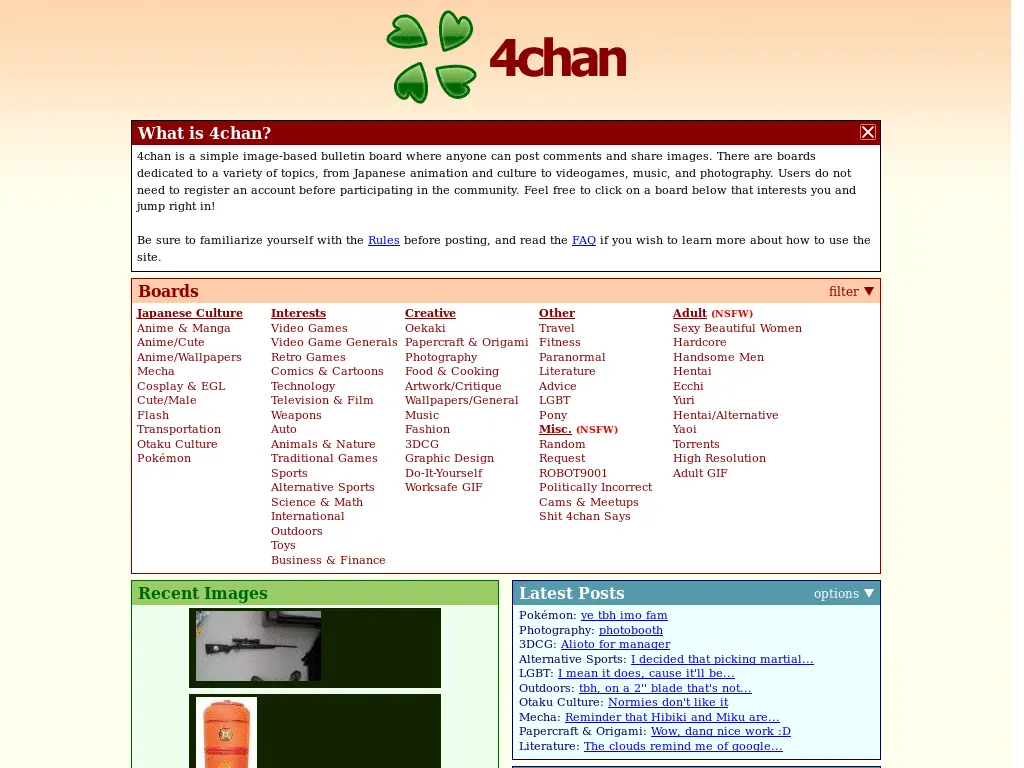 4chan
What is 4chan?
4chan is a simple image-based bulletin board where anyone can post comments and share images. There are boards
dedicated to a variety of topics, from Japanese animation and culture to videogames, music, and photography. Users do not
need to register an account before participating in the community. Feel free to click on a board below that interests you and
jump right in!
Be sure to familiarize yourself with the Rules before posting, and read the FAQ if you wish to learn more about how to use the
site.
Boards
filter ▼
Japanese Culture
Anime & Manga
Anime/Cute
Anime/Wallpapers
Mecha
Cosplay & EGL
Cute/Male
Flash
Transportation
Otaku Culture
Pokémon
Interests
Video Games
Video Game Generals
Retro Games
Comics & Cartoons
Technology
Television & Film
Weapons
Auto
Animals & Nature
Traditional Games
Sports
Alternative Sports
Science & Math
International
Outdoors
Toys
Business & Finance
Creative
Oekaki
Papercraft & Origami
Photography
Food & Cooking
Artwork/Critique
Wallpapers/General
Music
Fashion
3DCG
Graphic Design
Do-It-Yourself
Worksafe GIF
Other
Travel
Fitness
Paranormal
Literature
Advice
LGBT
Pony
Misc. (NSFW)
Random
Request
ROBOT9001
Politically Incorrect
Cams & Meetups
Shit 4chan Says
Adult (NSFW)
Sexy Beautiful Women
Hardcore
Handsome Men
Hentai
Ecchi
Yuri
Hentai/Alternative
Yaoi
Torrents
High Resolution
Adult GIF
Recent Images
Latest Posts
options ▼
Pokémon: ye tbh imo fam
Photography: photobooth
3DCG: Alioto for manager
Alternative Sports: I decided that picking martial...
LGBT: I mean it does, cause it'll be...
Outdoors: tbh, on a 2" blade that's not...
Otaku Culture: Normies don't like it
Mecha: Reminder that Hibiki and Miku are...
Papercraft & Origami: Wow, dang nice work :D
Literature: The clouds remind me of google...